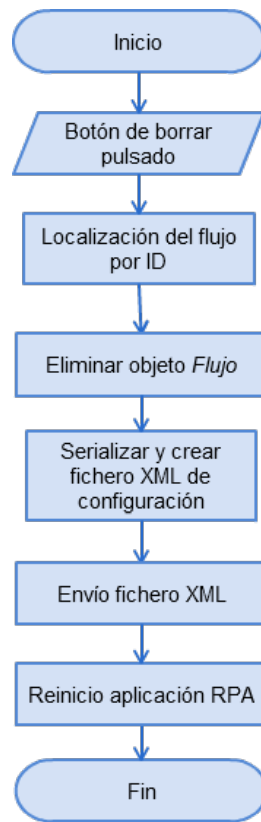 Inicio
Botón de borrar
pulsado
Localización del flujo
por ID
Eliminar objeto Flujo
Serializar y crear
fichero XML de
configuración
Envío fichero XML
Reinicio aplicación RPA
Fin